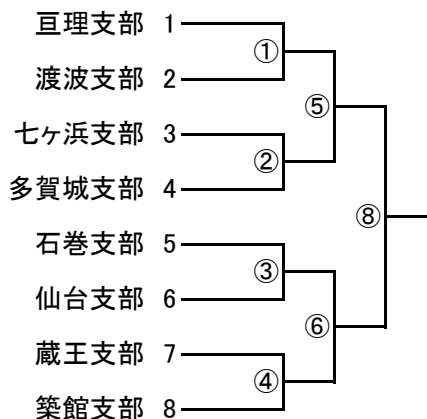 亘理支部 1
①
渡波支部 2
⑤
七ヶ浜支部 3
②
多賀城支部 4
⑧
石巻支部 5
③
仙台支部 6
⑥
蔵王支部 7
④
築館支部 8